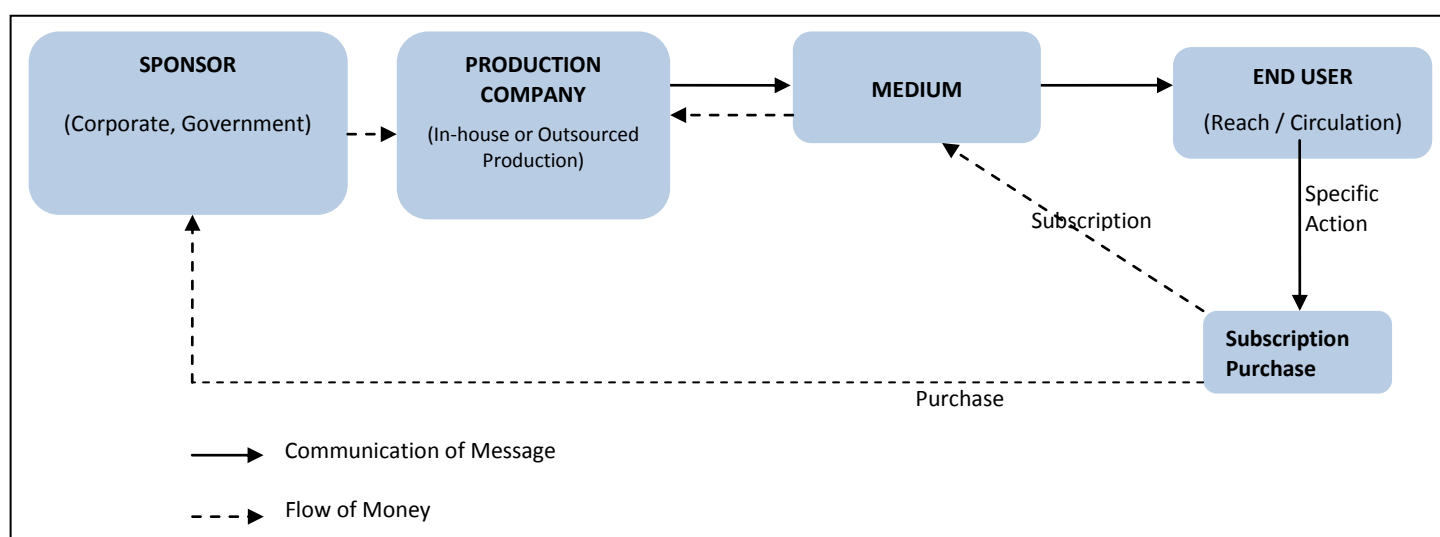 SPONSOR
(Corporate, Government)
PRODUCTION
COMPANY
(In-house or Outsourced
Production)
MEDIUM
END USER
(Reach / Circulation)
Specific
Action
Subscription
Subscription
Purchase
Purchase
Communication of Message
Flow of Money